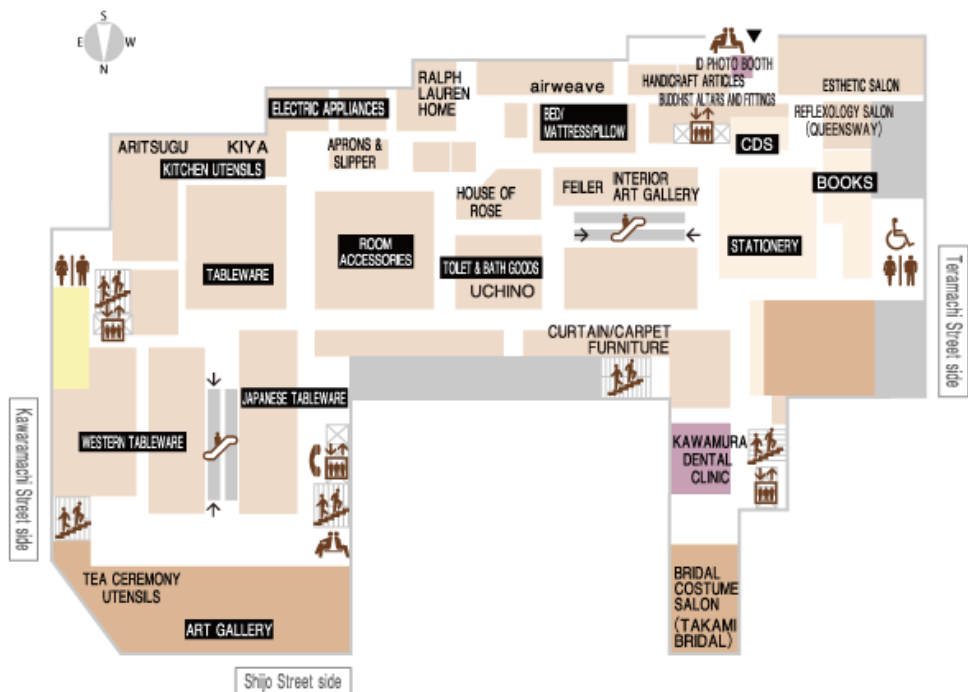 S
E
W
N
RALPH
LAUREN
HOME
airweave
ID PHOTO BOOTH
HANDICRAFT ARTICLES
BUDDHIST ALTARS AND FITTINGS
ESTHETIC SALON
REFLEXOLOGY SALON
(QUEENSWAY)
ELECTRIC APPLIANCES
BED/
MATTRESS/PILLOW
CDS
ARITSUGU
KIYA
KITCHEN UTENSILS
APRONS &
SLIPPER
HOUSE OF
ROSE
FEILER
INTERIOR
ART GALLERY
BOOKS
TABLEWARE
ROOM
ACCESSORIES
TOILET & BATH GOODS
UCHINO
STATIONERY
Teramachi Street side
CURTAIN/CARPET
FURNITURE
JAPANESE TABLEWARE
WESTERN TABLEWARE
KAWAMURA
DENTAL
CLINIC
Kawaramachi Street side
TEA CEREMONY
UTENSILS
ART GALLERY
BRIDAL
COSTUME
SALON
(TAKAMI
BRIDAL)
Shijo Street side